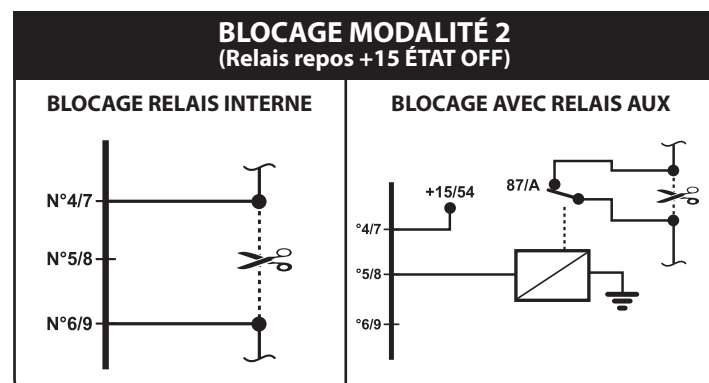 BLOCAGE MODALITÉ 2
(Relais repos +15 ÉTAT OFF)
BLOCAGE RELAIS INTERNE
N°4/7
N°5/8
N°6/9
BLOCAGE AVEC RELAIS AUX
+15/54
87/A
°4/7
°5/8
°6/9